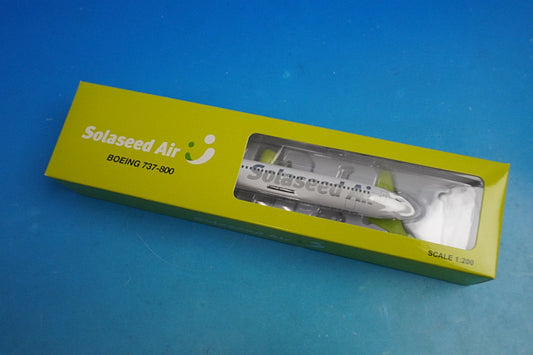 Solaseed Air
BOEING 737-800
Solaseed Air
SCALE 1:200